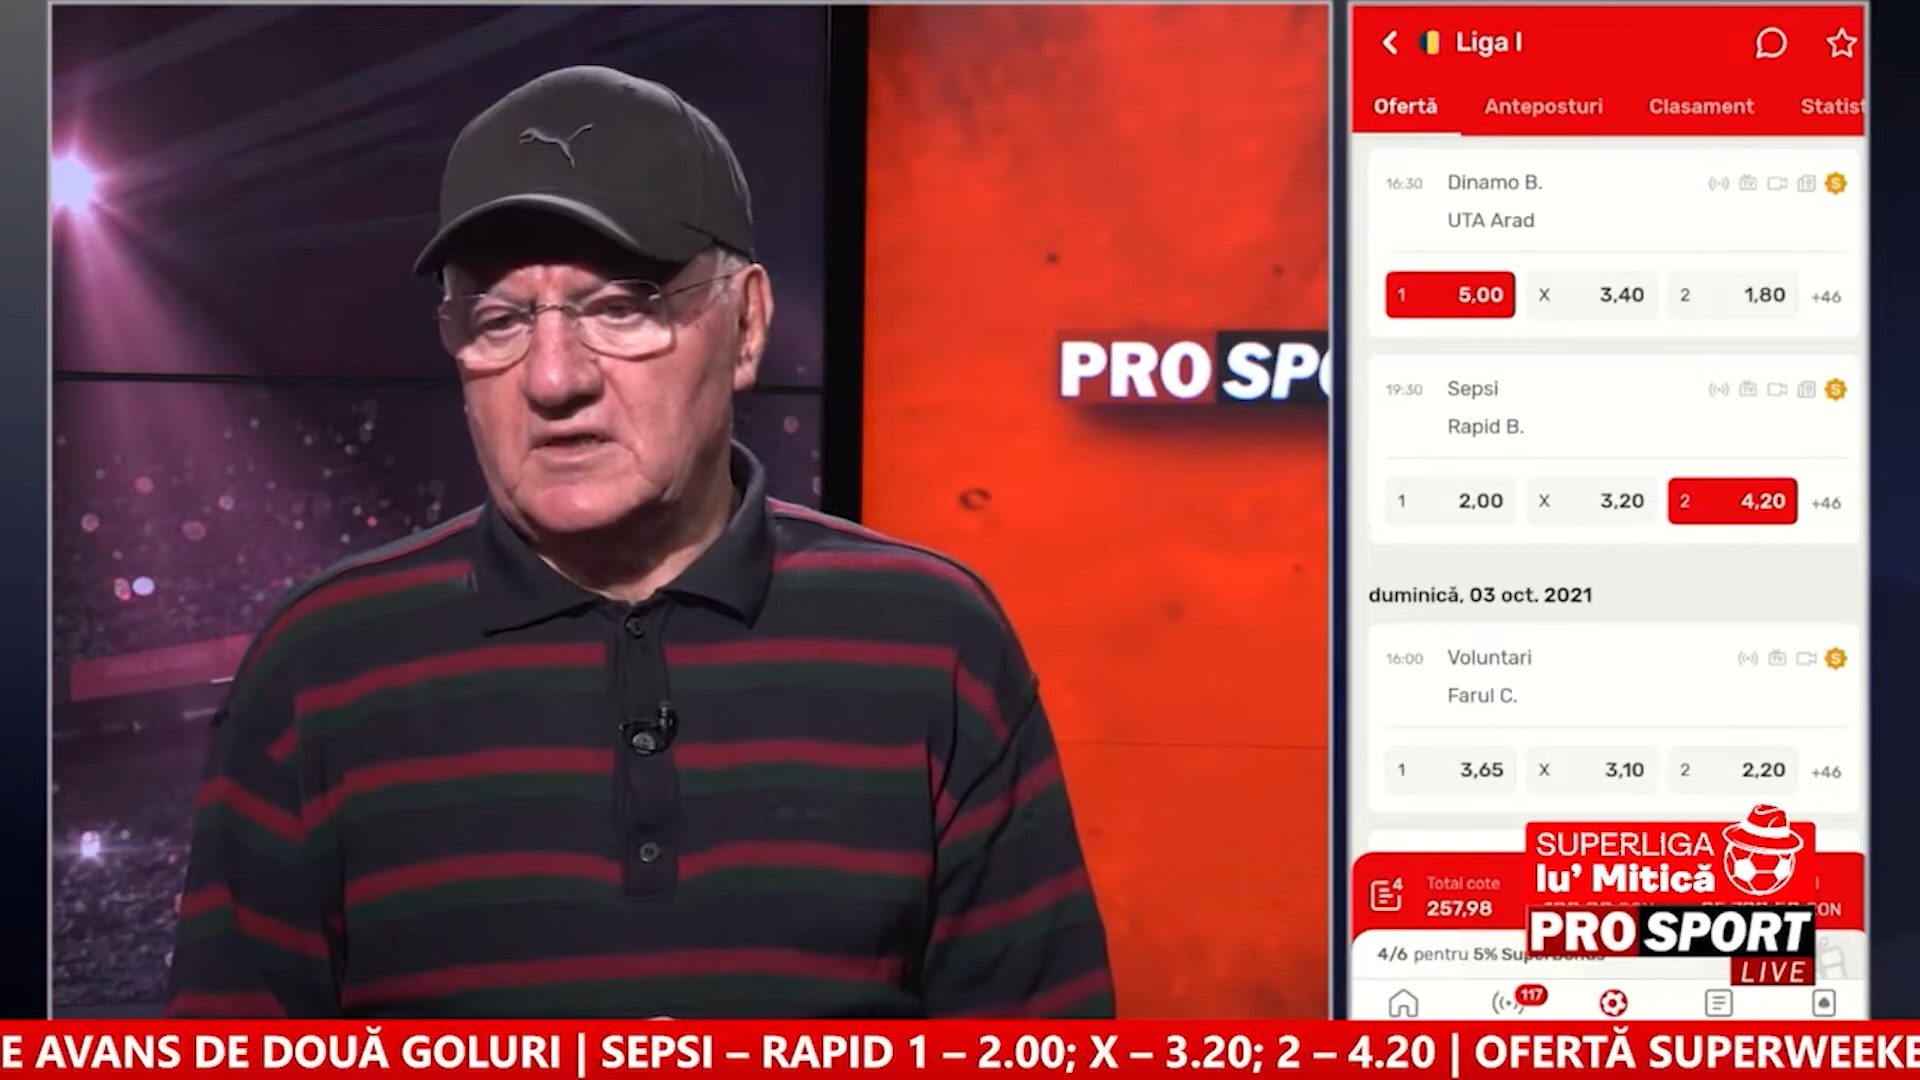 PRO SPO
Liga I
Ofertă Anteposturi Clasament Statist
16:30 Dinamo B.
UTA Arad
1 5,00 X 3,40 2 1,80 +46
19:30 Sepsi
Rapid B.
1 2,00 X 3,20 2 4,20 +46
duminică, 03 oct. 2021
16:00 Voluntari
Farul C.
1 3,65 X 3,10 2 2,20 +46
SUPERLIGA
lu' Mitică
4 Total cote
257,98
PRO SPORT
LIVE
4/6 pentru 5% SuperBonus
117
E AVANS DE DOUĂ GOLURI | SEPSI – RAPID 1 – 2.00; X – 3.20; 2 – 4.20 | OFERTĂ SUPERWEEKE